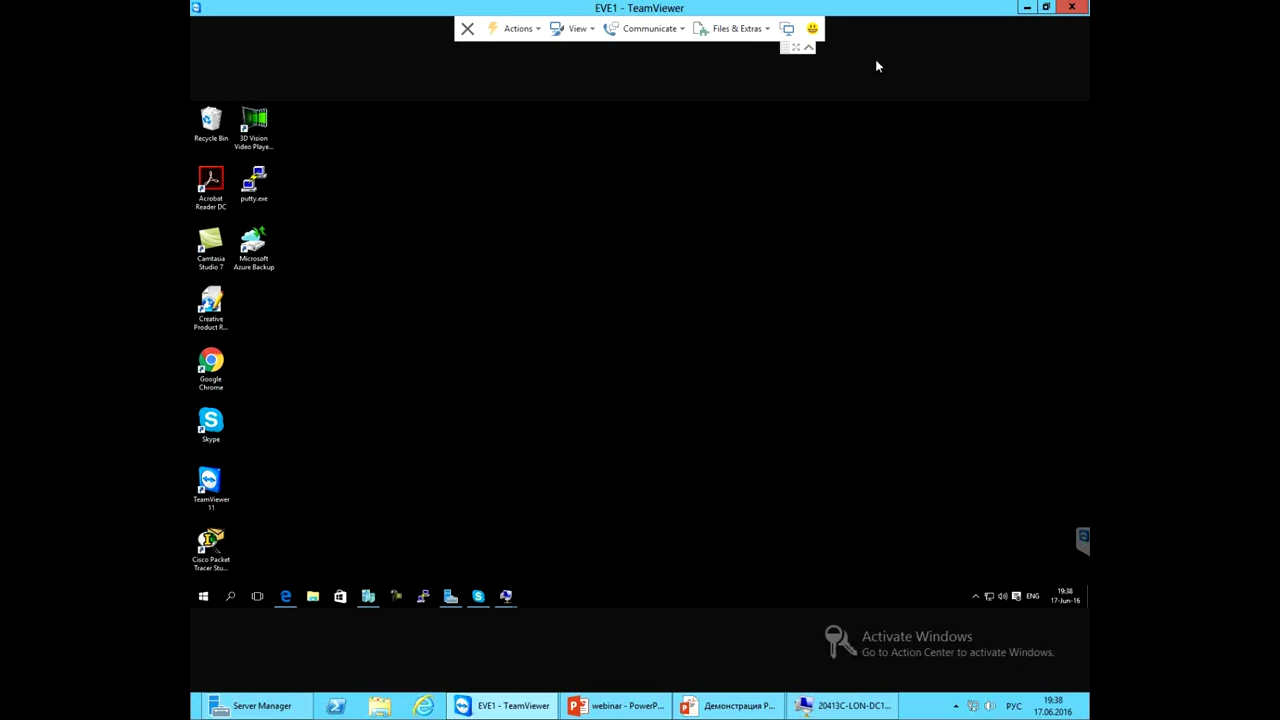 EVE1 - TeamViewer
Actions
View
Communicate
Files & Extras
Recycle Bin
3D Vision
Video Playe...
Acrobat
Reader DC
putty.exe
Camtasia
Studio 7
Microsoft
Azure Backup
Creative
Product R...
Google
Chrome
Skype
TeamViewer
11
Cisco Packet
Tracer Stu...
ENG
19:38
17-Jun-16
Activate Windows
Go to Action Center to activate Windows.
Server Manager
EVE1 - TeamViewer
webinar - PowerP...
Демонстрация P...
20413C-LON-DC1...
РУС
19:38
17.06.2016